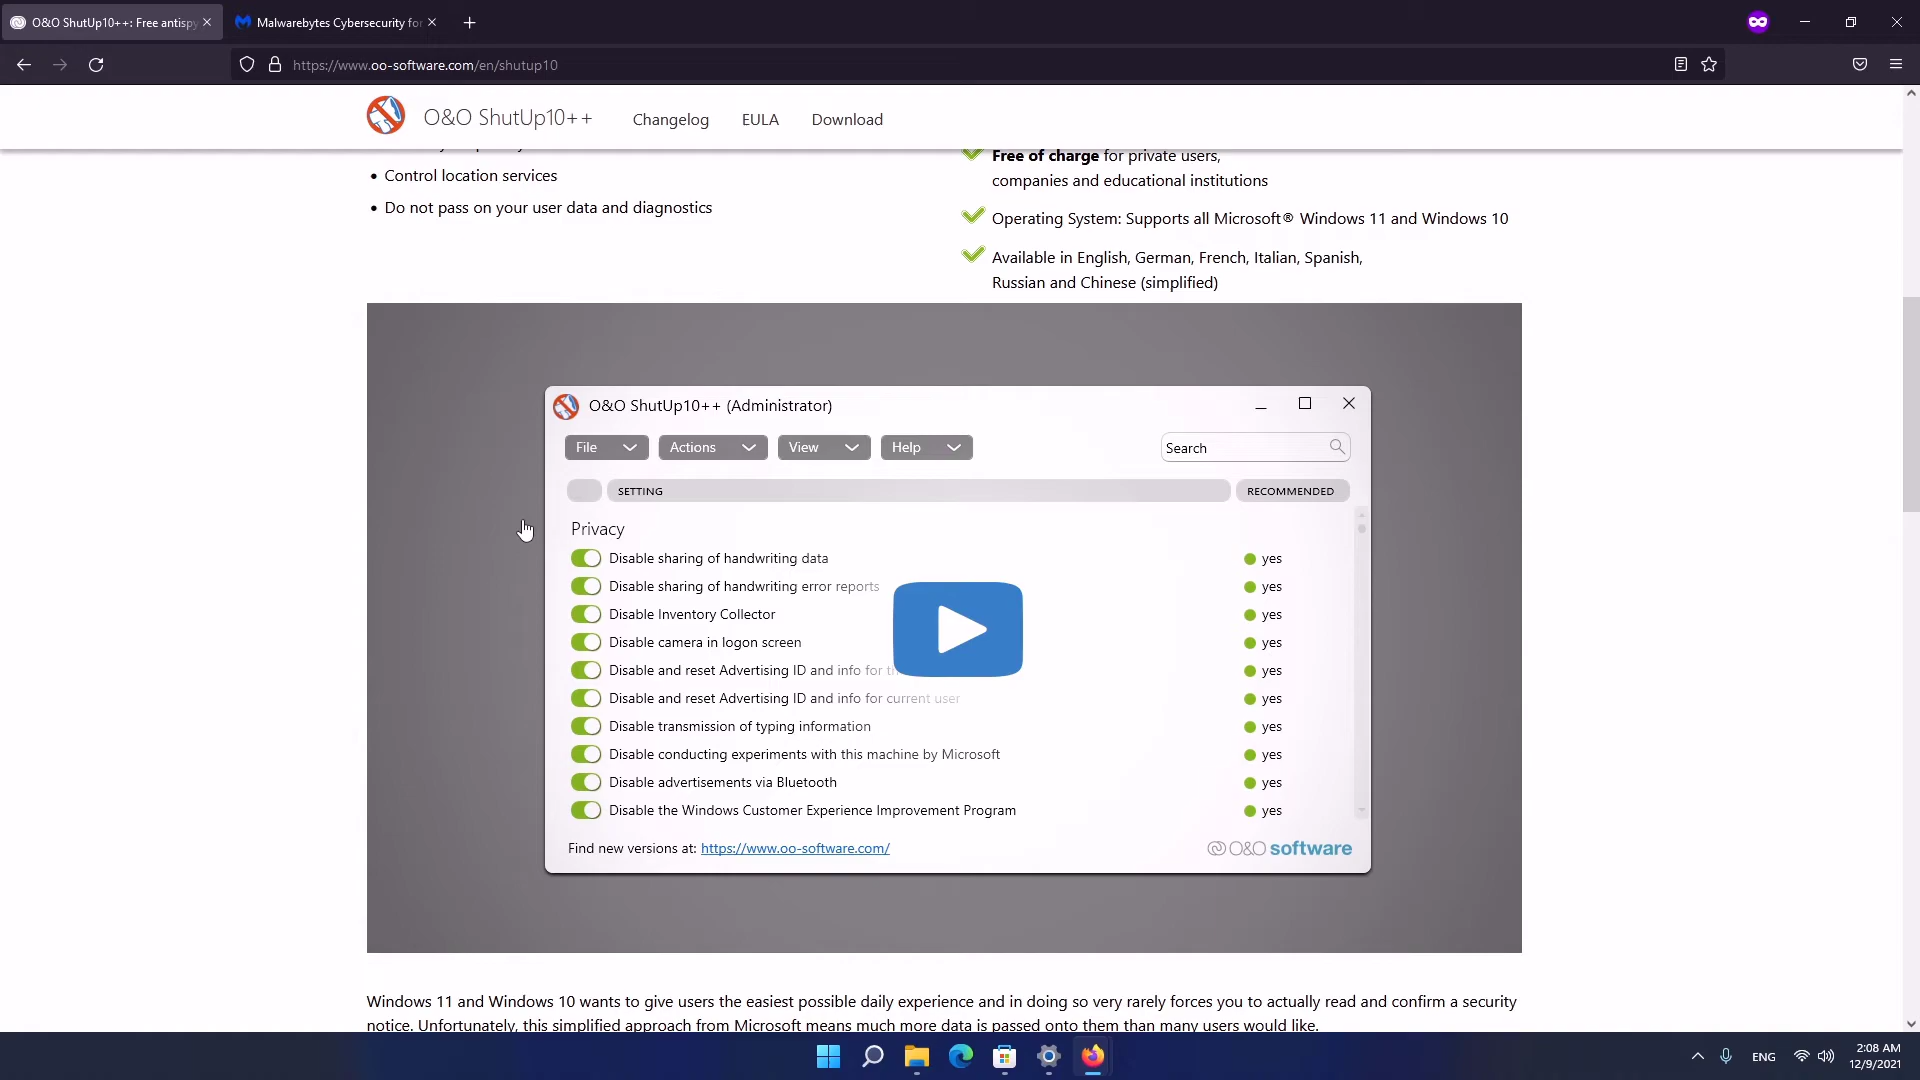 O&O ShutUp10++: Free antispy
Malwarebytes Cybersecurity for
https://www.oo-software.com/en/shutup10
O&O ShutUp10++
Changelog
EULA
Download
• Control location services
• Do not pass on your user data and diagnostics
Free of charge for private users,
companies and educational institutions
Operating System: Supports all Microsoft® Windows 11 and Windows 10
Available in English, German, French, Italian, Spanish,
Russian and Chinese (simplified)
O&O ShutUp10++ (Administrator)
File
Actions
View
Help
Search
SETTING
RECOMMENDED
Privacy
Disable sharing of handwriting data yes
Disable sharing of handwriting error reports yes
Disable Inventory Collector yes
Disable camera in logon screen yes
Disable and reset Advertising ID and info for yes
Disable and reset Advertising ID and info for current user yes
Disable transmission of typing information yes
Disable conducting experiments with this machine by Microsoft yes
Disable advertisements via Bluetooth yes
Disable the Windows Customer Experience Improvement Program yes
Find new versions at: https://www.oo-software.com/
O&O software
Windows 11 and Windows 10 wants to give users the easiest possible daily experience and in doing so very rarely forces you to actually read and confirm a security
notice. Unfortunately, this simplified approach from Microsoft means much more data is passed onto them than many users would like.
ENG
2:08 AM
12/9/2021